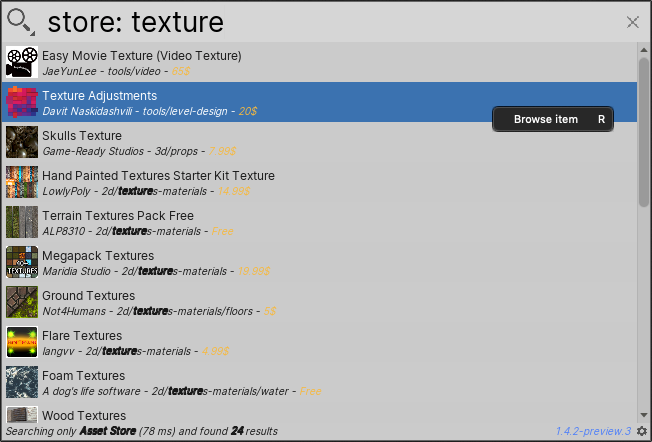 store: texture
Easy Movie Texture (Video Texture)
JaeYunLee - tools/video - 65$
Texture Adjustments
Davit Naskidashvili - tools/level-design - 20$
Browse item R
Skulls Texture
Game-Ready Studios - 3d/props - 7.99$
Hand Painted Textures Starter Kit Texture
LowlyPoly - 2d/textures-materials - 14.99$
Terrain Textures Pack Free
ALP8310 - 2d/textures-materials - Free
Megapack Textures
Maridia Studio - 2d/textures-materials - 19.99$
TEXTURES
Ground Textures
Not4Humans - 2d/textures-materials/floors - 5$
Flare Textures
langvv - 2d/textures-materials - 4.99$
Foam Textures
A dog's life software - 2d/textures-materials/water - Free
Wood Textures
Searching only Asset Store (78 ms) and found 24 results
1.4.2-preview.3